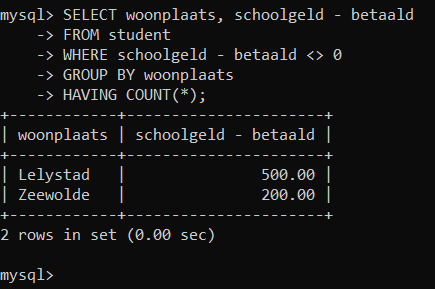 mysql> SELECT woonplaats, schoolgeld - betaald
    -> FROM student
    -> WHERE schoolgeld - betaald <> 0
    -> GROUP BY woonplaats
    -> HAVING COUNT(*);
+------------+----------------------+
| woonplaats | schoolgeld - betaald |
+------------+----------------------+
| Lelystad   |               500.00 |
| Zeewolde   |               200.00 |
+------------+----------------------+
2 rows in set (0.00 sec)
mysql>